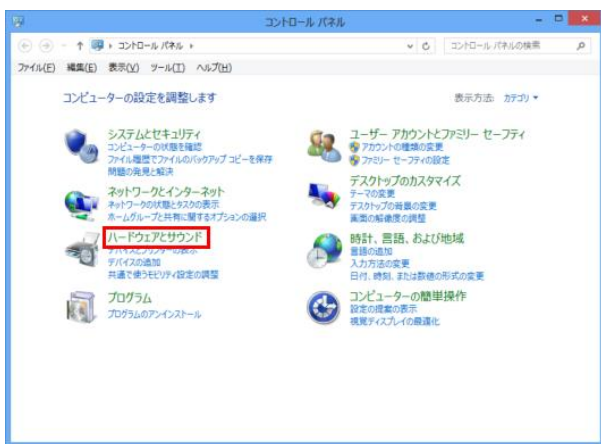 コントロール パネル
コントロール パネル
コントロール パネルの検索
ファイル(F) 編集(E) 表示(V) ツール(T) ヘルプ(H)
コンピューターの設定を調整します
表示方法: カテゴリ
システムとセキュリティ
コンピューターの状態を確認
ファイル履歴でファイルのバックアップ コピーを保存
問題の発見と解決
ネットワークとインターネット
ネットワークの状態とタスクの表示
ホームグループと共有に関するオプションの選択
ハードウェアとサウンド
デバイスとプリンターの表示
デバイスの追加
共通で使うモビリティ設定の調整
プログラム
プログラムのアンインストール
ユーザー アカウントとファミリー セーフティ
アカウントの種類の変更
ファミリー セーフティの設定
デスクトップのカスタマイズ
テーマの変更
デスクトップの背景の変更
画面の解像度の調整
時計、言語、および地域
言語の追加
入力方法の変更
日付、時刻、または数値の形式の変更
コンピューターの簡単操作
設定の提案の表示
視覚ディスプレイの最適化